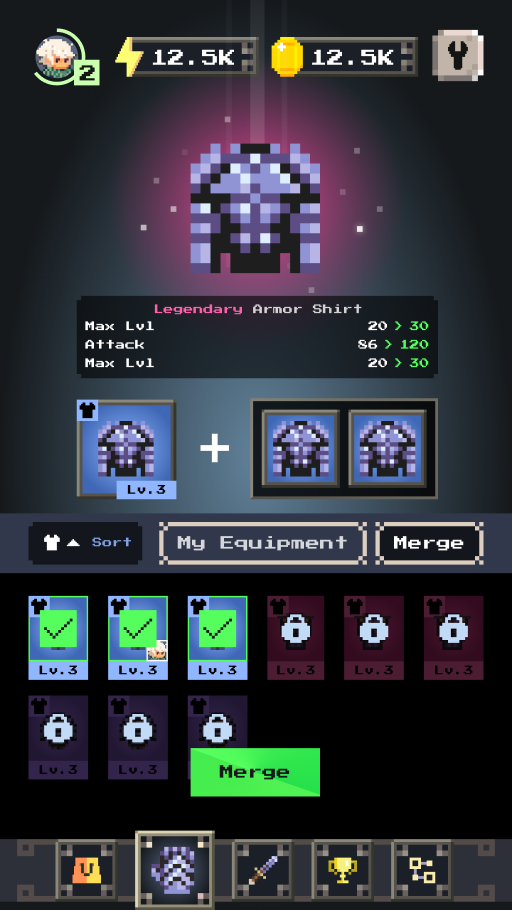 2
12.5K
12.5K
Legendary Armor Shirt
Max Lvl 20 > 30
Attack 86 > 120
Max Lvl 20 > 30
+
Lv.3
Sort
My Equipment
Merge
Lv.3 Lv.3 Lv.3 Lv.3 Lv.3 Lv.3
Lv.3 Lv.3
Merge